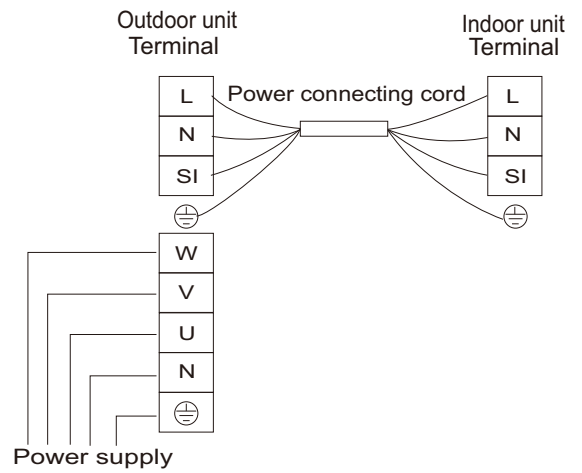 Outdoor unit
Terminal
Indoor unit
Terminal
Power connecting cord
L
N
SI
L
N
SI
W
V
U
N
Power supply